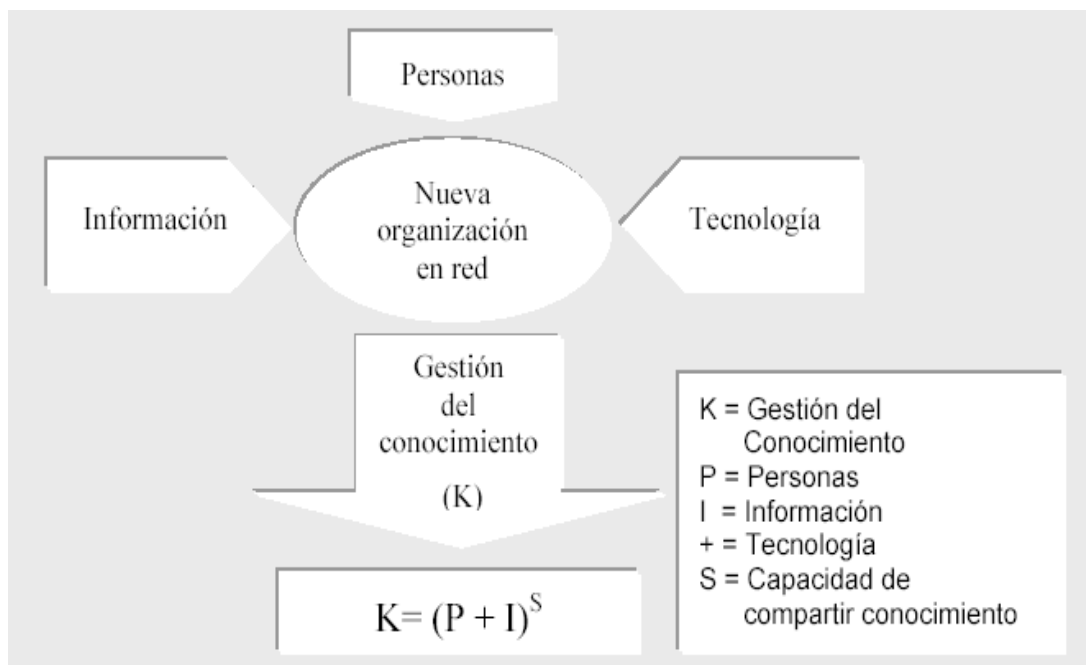 Personas
Información
Nueva
organización
en red
Tecnología
Gestión
del
conocimiento
(K)
K= (P + I)^S
K = Gestión del
Conocimiento
P = Personas
I = Información
+ = Tecnología
S = Capacidad de
compartir conocimiento